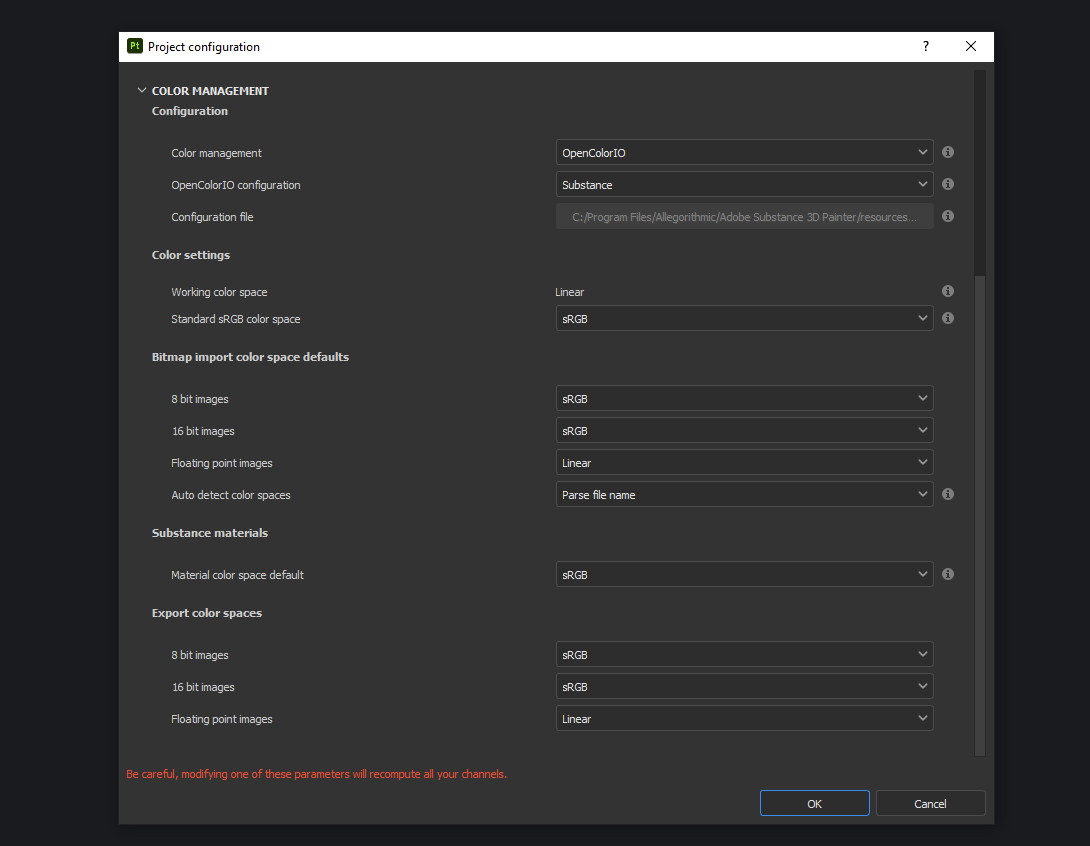 Pt Project configuration ?
COLOR MANAGEMENT
Configuration
Color management OpenColorIO
OpenColorIO configuration Substance
Configuration file C:/Program Files/Allegorithmic/Adobe Substance 3D Painter/resources...
Color settings
Working color space Linear
Standard sRGB color space sRGB
Bitmap import color space defaults
8 bit images sRGB
16 bit images sRGB
Floating point images Linear
Auto detect color spaces Parse file name
Substance materials
Material color space default sRGB
Export color spaces
8 bit images sRGB
16 bit images sRGB
Floating point images Linear
Be careful, modifying one of these parameters will recompute all your channels.
OK Cancel